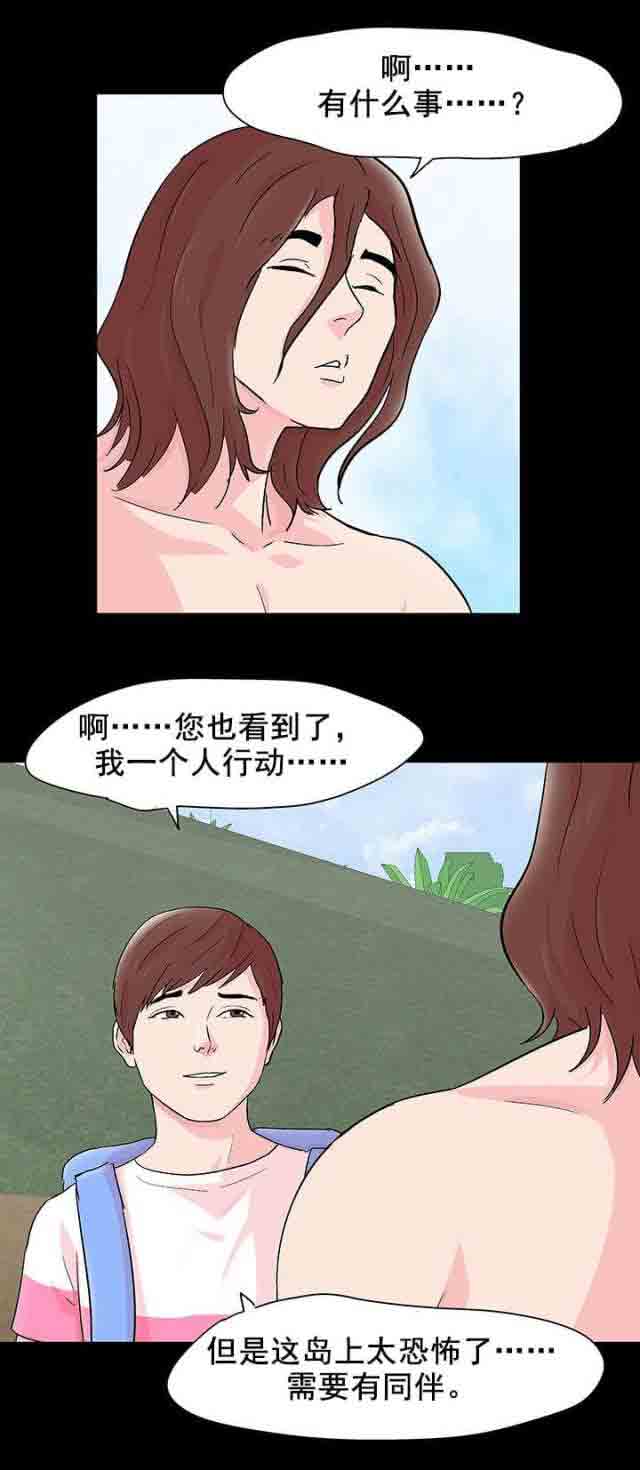 啊……
有什么事……？
啊……您也看到了，
我一个人行动……
但是这岛上太恐怖了……
需要有同伴。